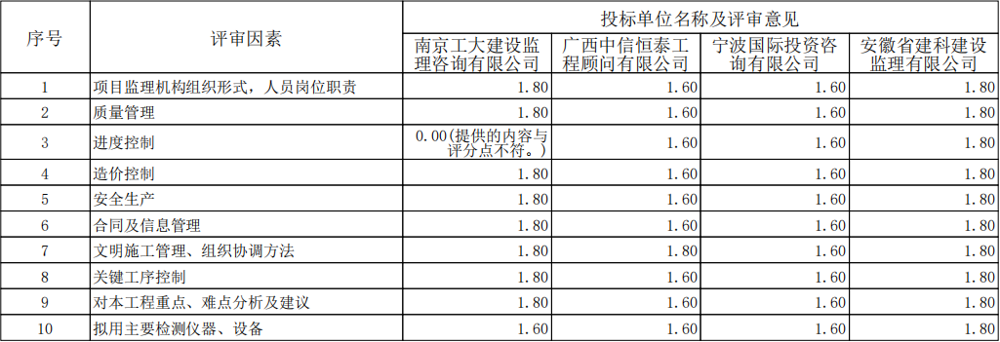 序号 评审因素 投标单位名称及评审意见
南京工大建设监理咨询有限公司 广西中信恒泰工程顾问有限公司 宁波国际投资咨询有限公司 安徽省建科建设监理有限公司
1 项目监理机构组织形式，人员岗位职责 1.80 1.60 1.60 1.80
2 质量管理 1.80 1.60 1.60 1.80
3 进度控制 0.00(提供的内容与评分点不符。) 1.60 1.60 1.80
4 造价控制 1.80 1.60 1.60 1.80
5 安全生产 1.80 1.60 1.60 1.80
6 合同及信息管理 1.80 1.60 1.60 1.80
7 文明施工管理、组织协调方法 1.80 1.80 1.60 1.80
8 关键工序控制 1.80 1.60 1.60 1.80
9 对本工程重点、难点分析及建议 1.80 1.60 1.60 1.80
10 拟用主要检测仪器、设备 1.60 1.60 1.60 1.80